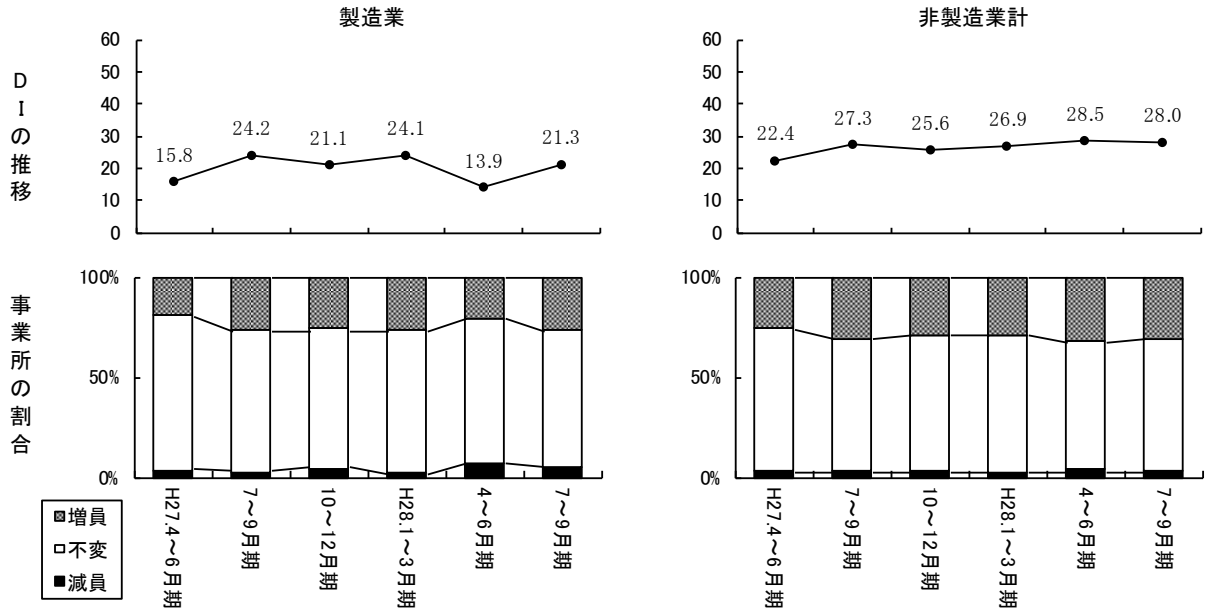 製造業
非製造業計
DIの推移
60
50
40
30
20
10
0
15.8
24.2
21.1
24.1
13.9
21.3
60
50
40
30
20
10
0
22.4
27.3
25.6
26.9
28.5
28.0
事業所の割合
100%
50%
0%
100%
50%
0%
H27.4～6月期
7～9月期
10～12月期
H28.1～3月期
4～6月期
7～9月期
H27.4～6月期
7～9月期
10～12月期
H28.1～3月期
4～6月期
7～9月期
増員
不変
減員